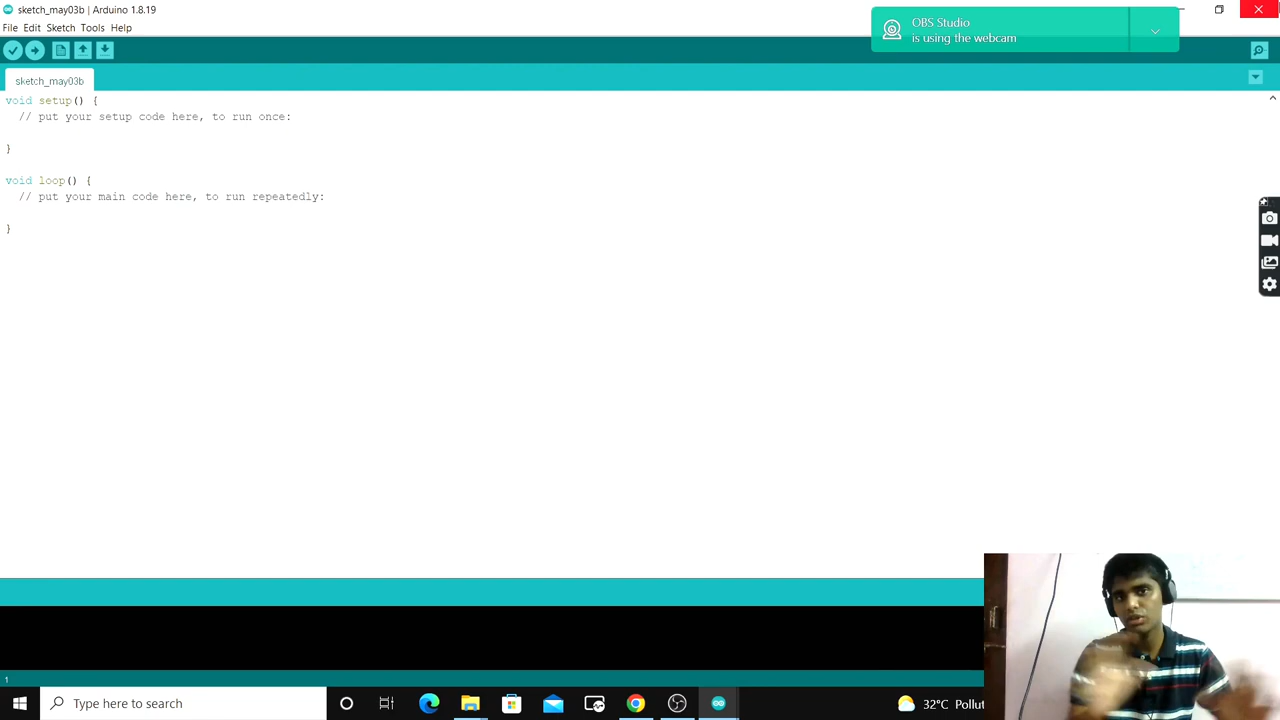 sketch_may03b | Arduino 1.8.19
OBS Studio
is using the webcam
File Edit Sketch Tools Help
sketch_may03b
void setup() {
// put your setup code here, to run once:
}
void loop() {
// put your main code here, to run repeatedly:
}
1
Type here to search
32°C Pollut